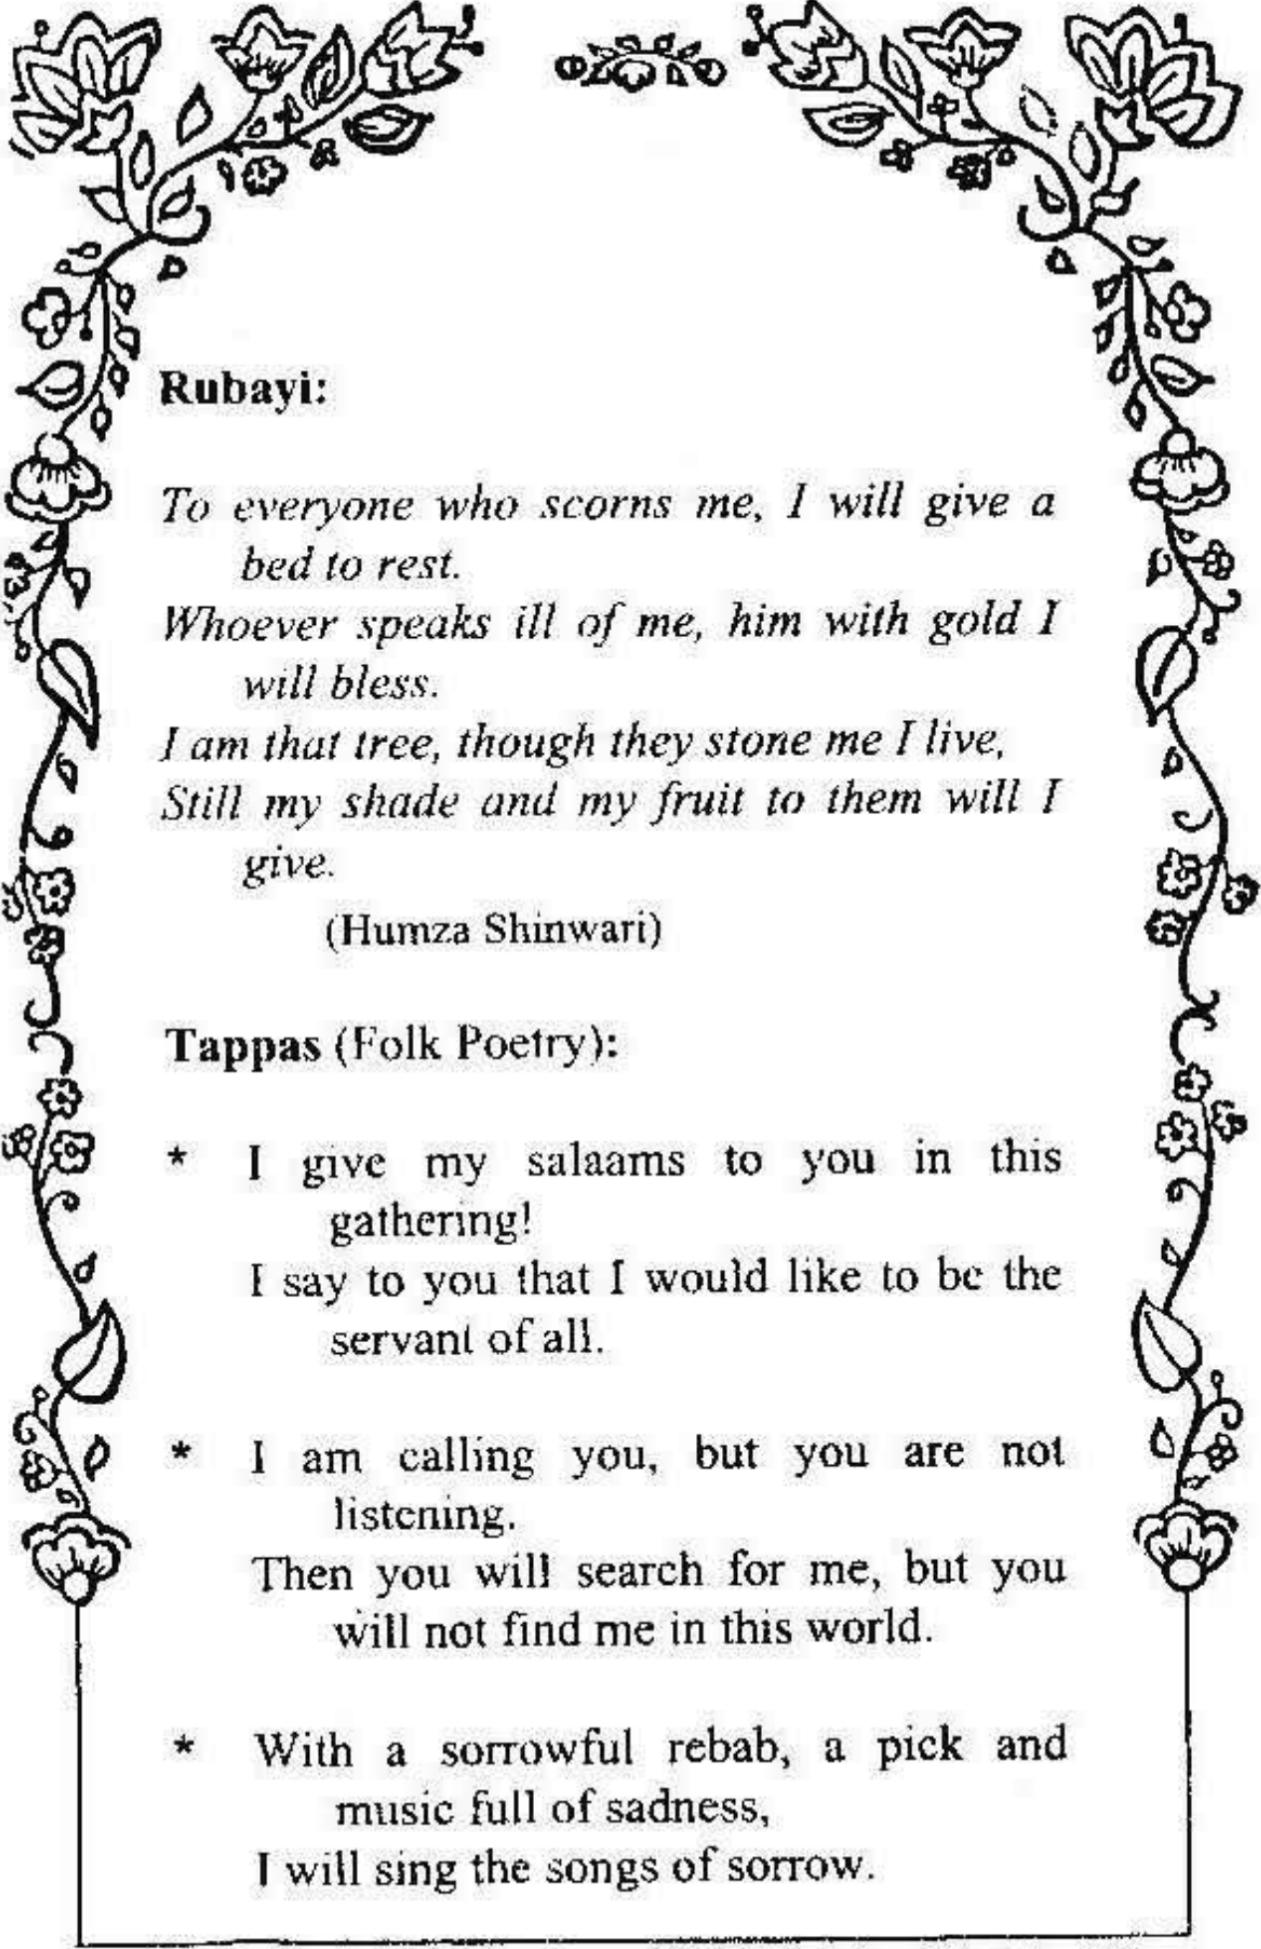 Rubayi:
To everyone who scorns me, I will give a
bed to rest.
Whoever speaks ill of me, him with gold I
will bless.
I am that tree, though they stone me I live,
Still my shade and my fruit to them will I
give.
(Humza Shinwari)
Tappas (Folk Poetry):
* I give my salaams to you in this
gathering!
I say to you that I would like to be the
servant of all.
* I am calling you, but you are not
listening.
Then you will search for me, but you
will not find me in this world.
* With a sorrowful rebab, a pick and
music full of sadness,
I will sing the songs of sorrow.